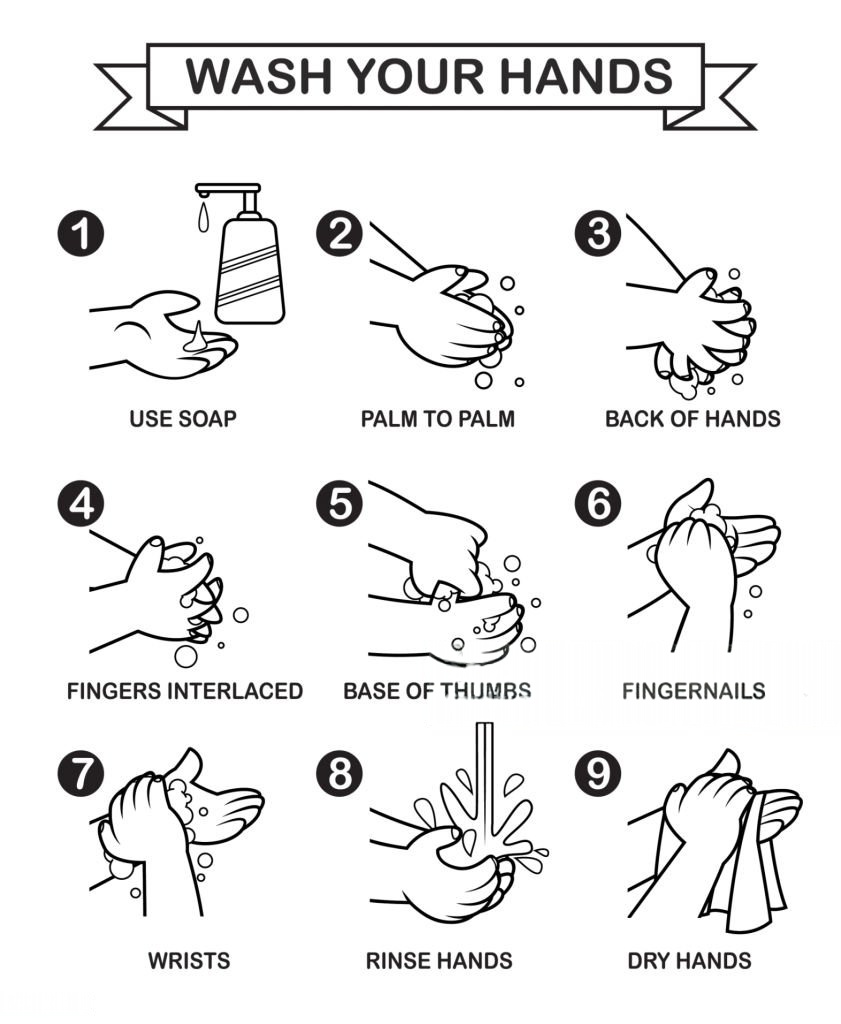 WASH YOUR HANDS
1
USE SOAP
2
PALM TO PALM
3
BACK OF HANDS
4
FINGERS INTERLACED
5
BASE OF THUMBS
6
FINGERNAILS
7
WRISTS
8
RINSE HANDS
9
DRY HANDS